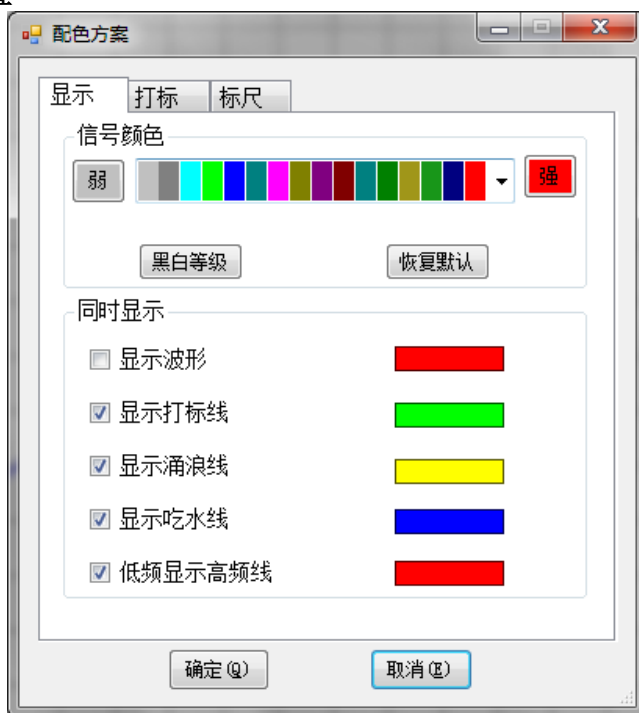 配色方案
显示 打标 标尺
信号颜色
弱 强
黑白等级 恢复默认
同时显示
显示波形
显示打标线
显示涌浪线
显示吃水线
低频显示高频线
确定(Q) 取消(E)